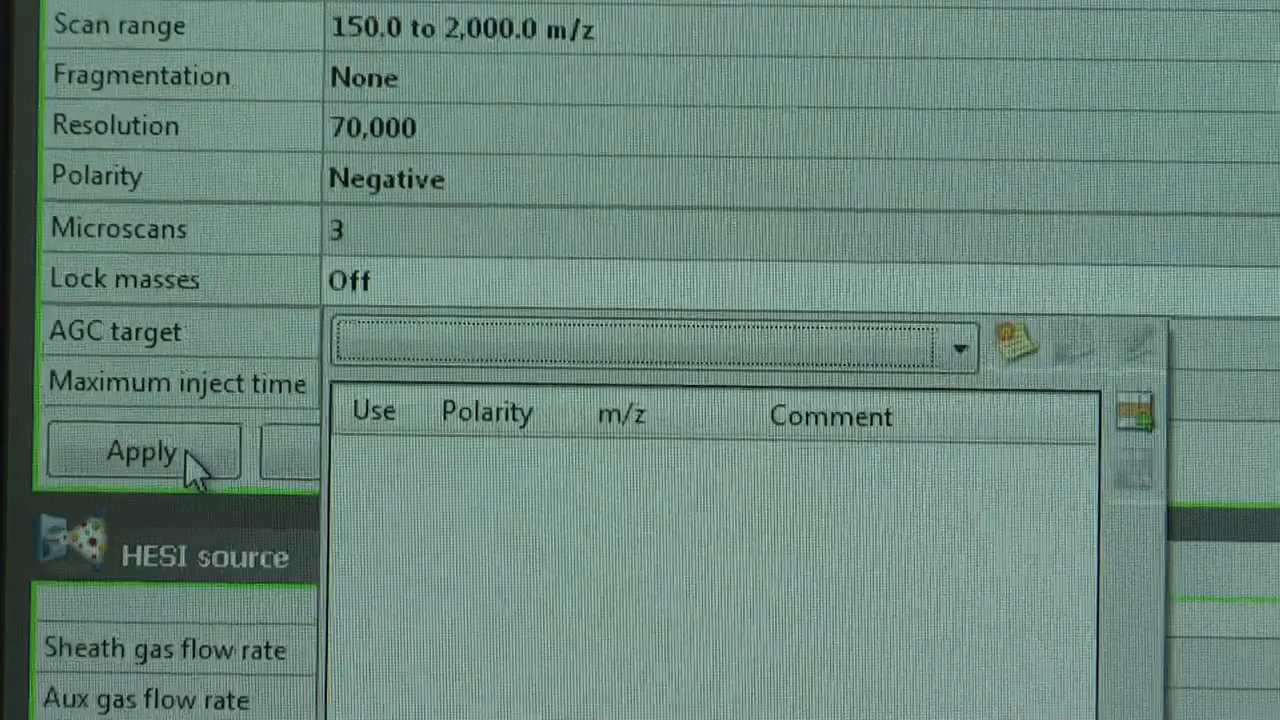 Scan range 150.0 to 2,000.0 m/z
Fragmentation None
Resolution 70,000
Polarity Negative
Microscans 3
Lock masses Off
AGC target
Maximum inject time
Use Polarity m/z Comment
Apply
HESI source
Sheath gas flow rate
Aux gas flow rate